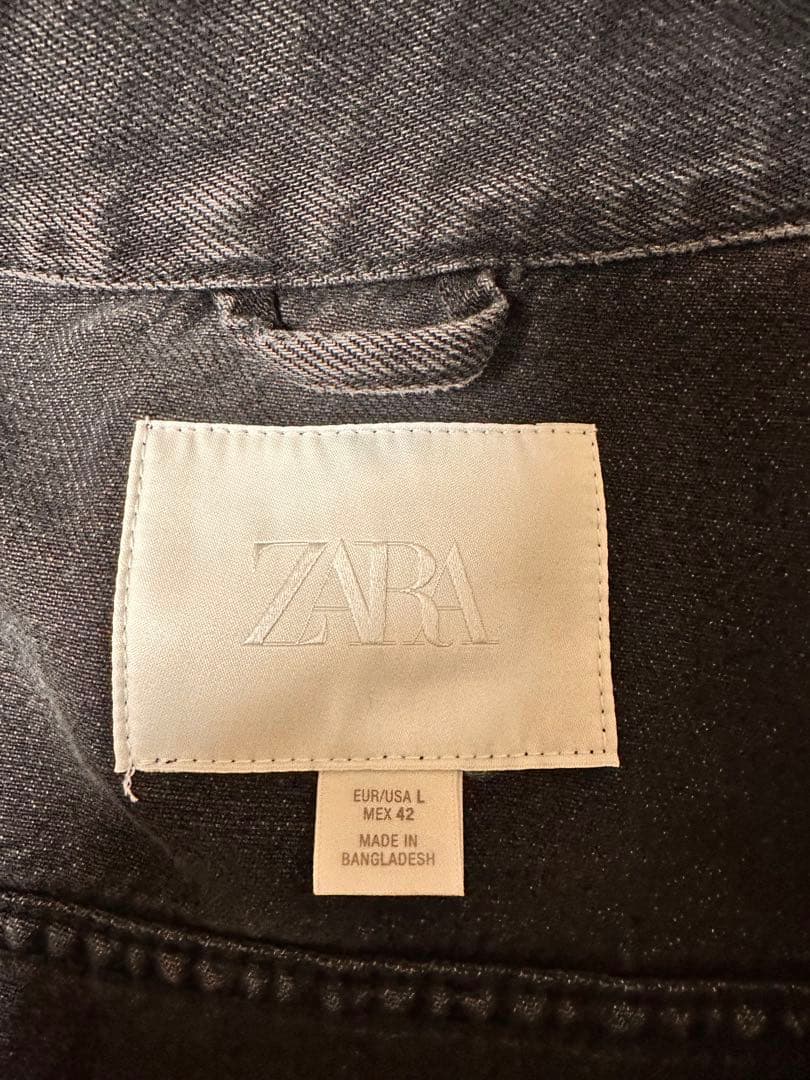 ZARA
EUR/USA L
MEX 42
MADE IN
BANGLADESH